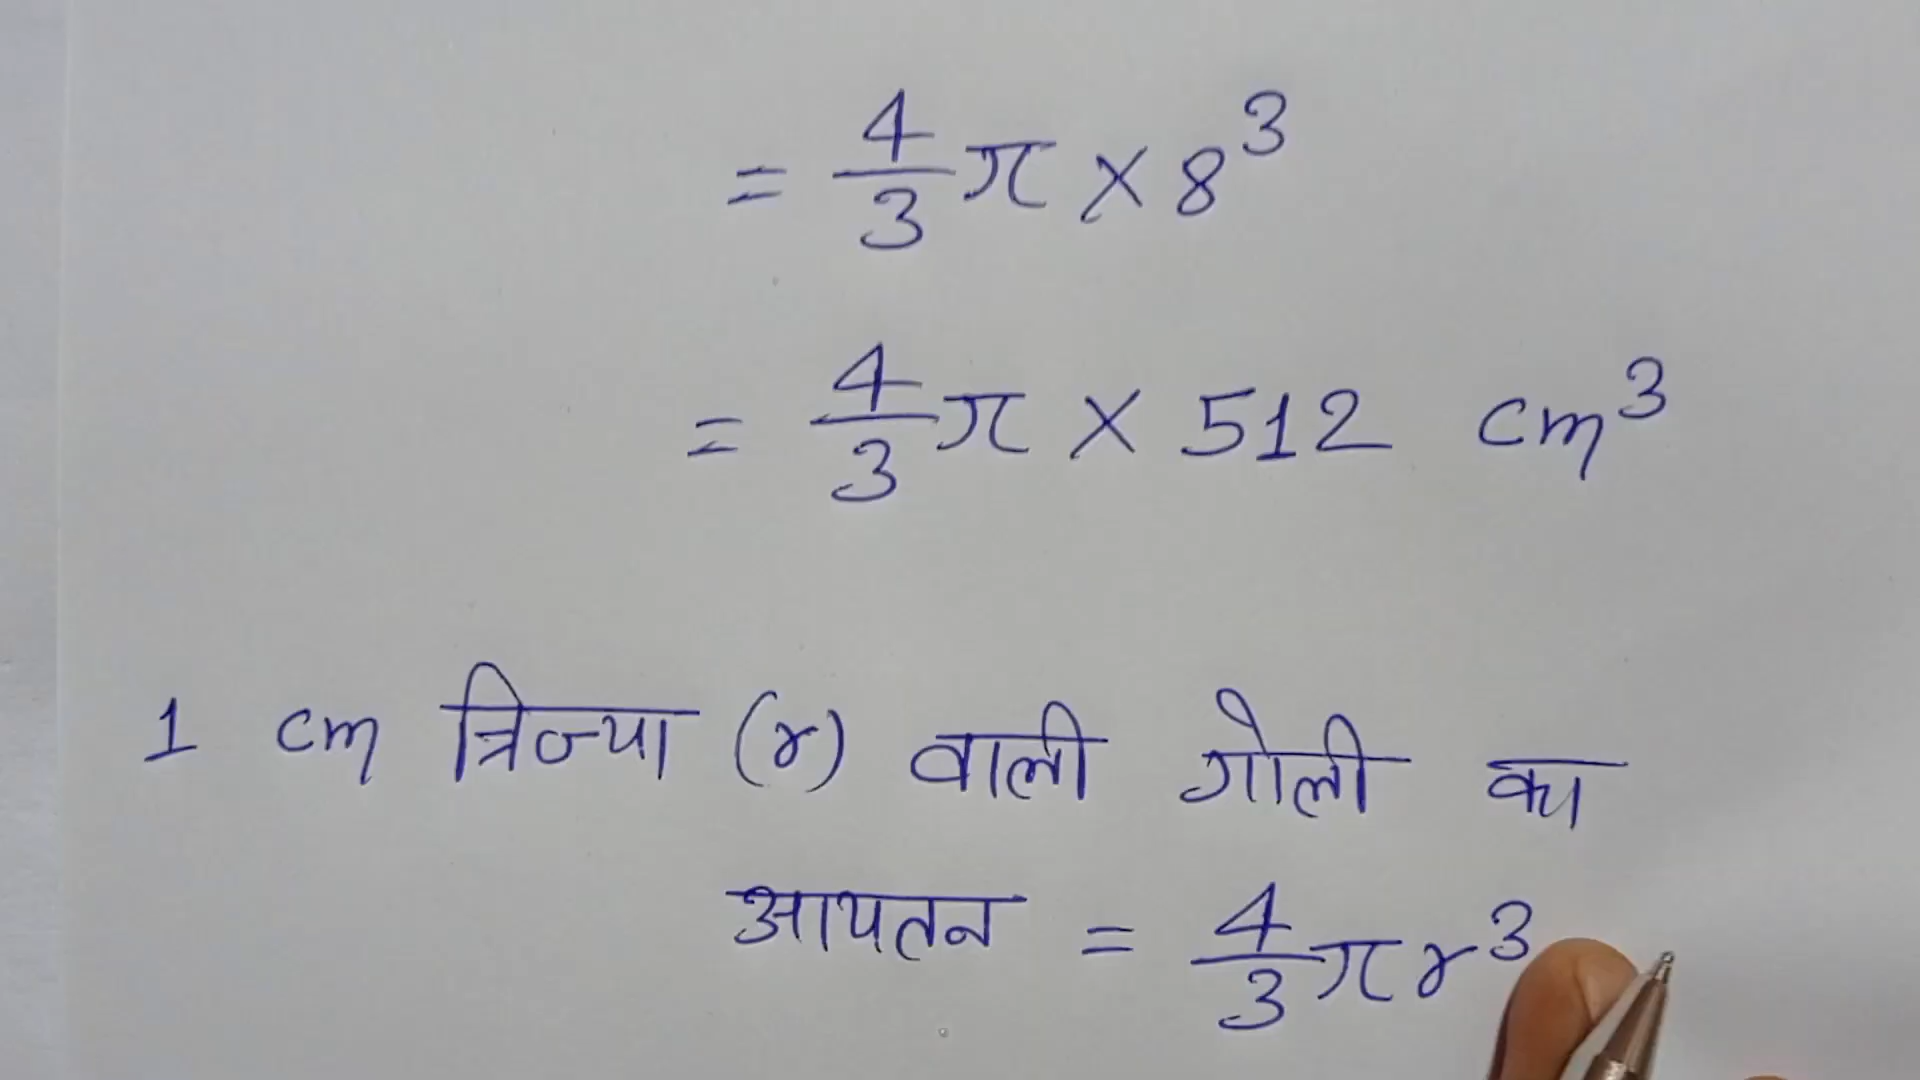 = 4/3 π × 8³
= 4/3 π × 512 cm³
1 cm त्रिज्या (r) वाली गोली का
आयतन = 4/3 π r³